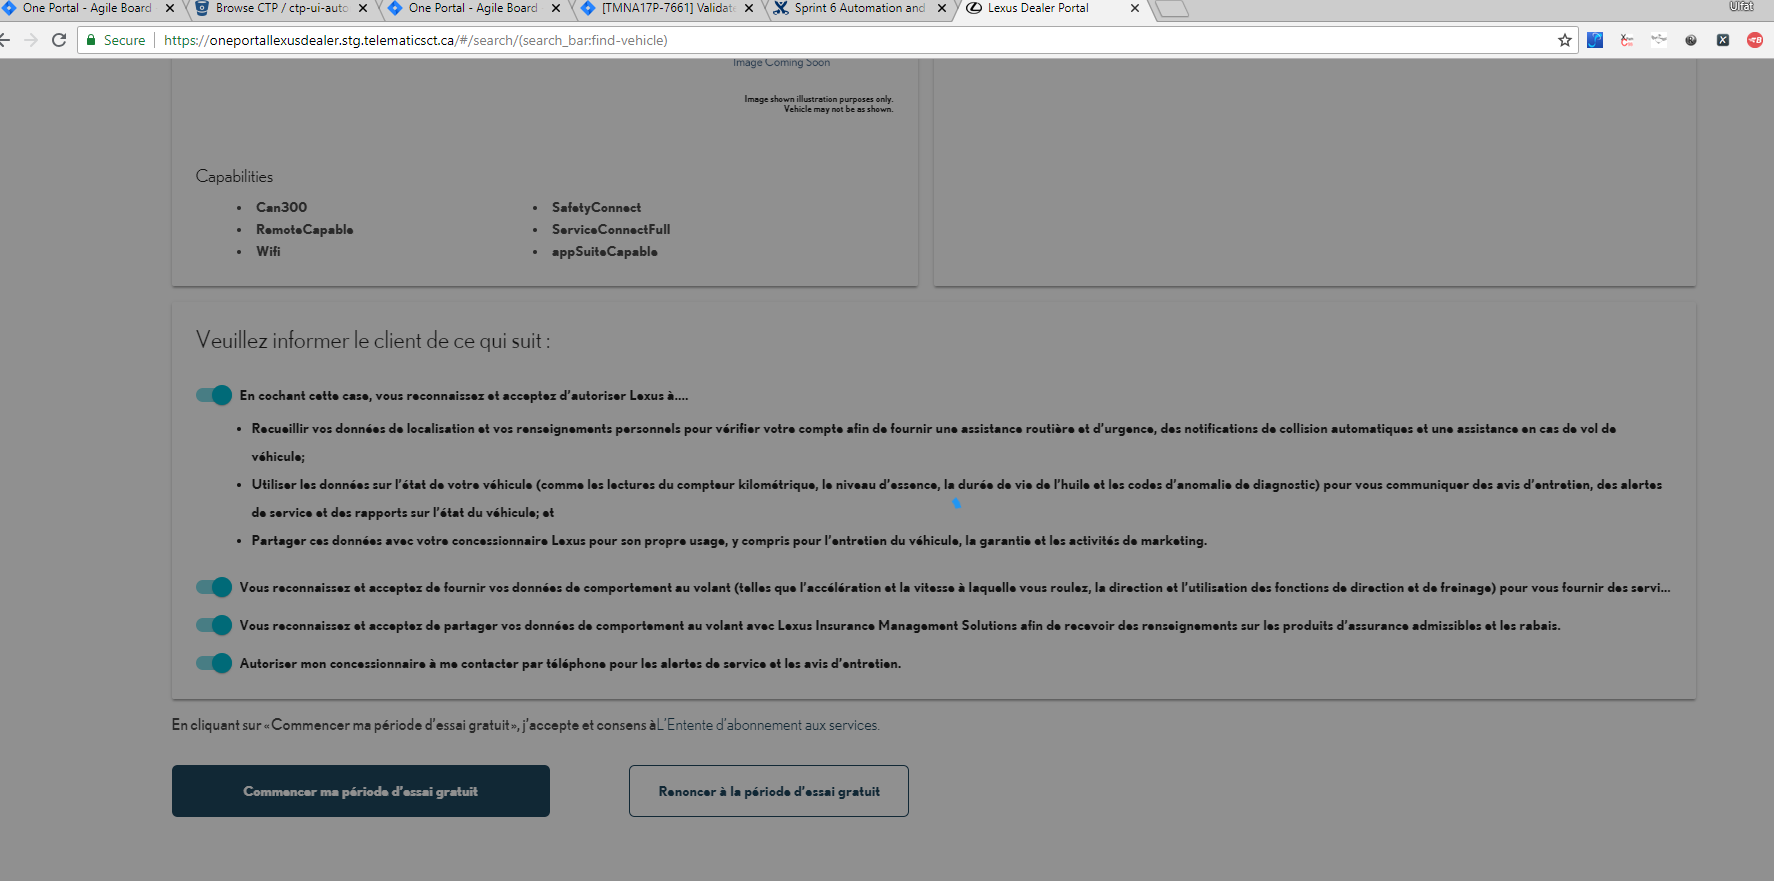 One Portal - Agile Board
Browse CTP / ctp-ui-auto
One Portal - Agile Board
[TMNA17P-7661] Validate
Sprint 6 Automation and
Lexus Dealer Portal
Ulfat
Secure
https://oneportallexusdealer.stg.telematicsct.ca/#/search/(search_bar:find-vehicle)
Image Coming Soon
Image shown illustration purposes only.
Vehicle may not be as shown.
Capabilities
• Can300
• RemoteCapable
• Wifi
• SafetyConnect
• ServiceConnectFull
• appSuiteCapable
Veuillez informer le client de ce qui suit :
En cochant cette case, vous reconnaissez et acceptez d'autoriser Lexus à....
• Recueillir vos données de localisation et vos renseignements personnels pour vérifier votre compte afin de fournir une assistance routière et d'urgence, des notifications de collision automatiques et une assistance en cas de vol de
véhicule;
• Utiliser les données sur l'état de votre véhicule (comme les lectures du compteur kilométrique, le niveau d'essence, la durée de vie de l'huile et les codes d'anomalie de diagnostic) pour vous communiquer des avis d'entretien, des alertes
de service et des rapports sur l'état du véhicule; et
• Partager ces données avec votre concessionnaire Lexus pour son propre usage, y compris pour l'entretien du véhicule, la garantie et les activités de marketing.
Vous reconnaissez et acceptez de fournir vos données de comportement au volant (telles que l'accélération et la vitesse à laquelle vous roulez, la direction et l'utilisation des fonctions de direction et de freinage) pour vous fournir des servi...
Vous reconnaissez et acceptez de partager vos données de comportement au volant avec Lexus Insurance Management Solutions afin de recevoir des renseignements sur les produits d'assurance admissibles et les rabais.
Autoriser mon concessionnaire à me contacter par téléphone pour les alertes de service et les avis d'entretien.
En cliquant sur «Commencer ma période d'essai gratuit», j'accepte et consens àL'Entente d'abonnement aux services.
Commencer ma période d'essai gratuit
Renoncer à la période d'essai gratuit